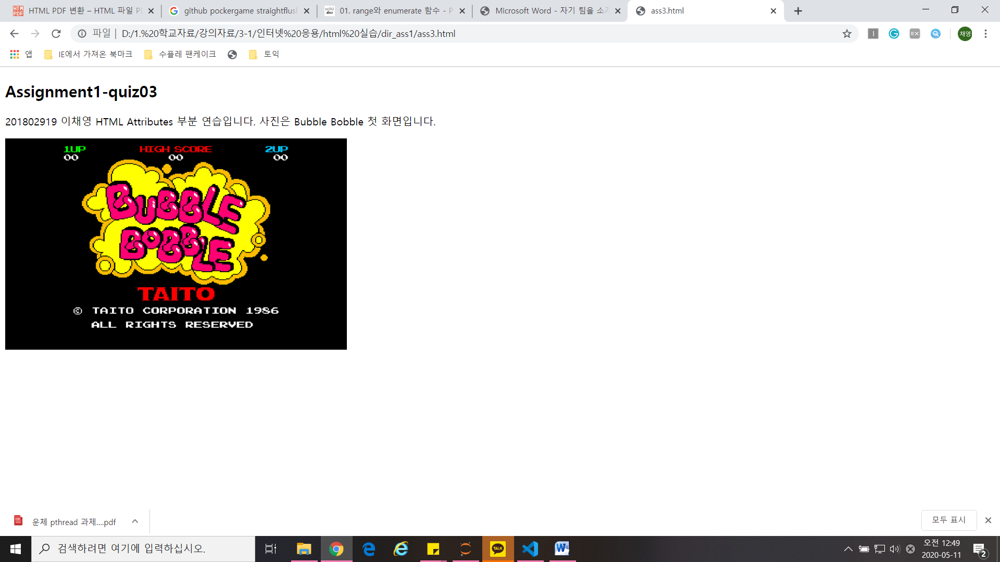 HTML PDF 변환 – HTML 파일 PD
github pockergame straightflush
01. range와 enumerate 함수 - P
Microsoft Word - 자기 팀을 소개
ass3.html
파일 | D:/1.%20학교자료/강의자료/3-1/인터넷%20응용/html%20실습/dir_ass1/ass3.html
EX
채영
앱
IE에서 가져온 북마크
수플레 팬케이크
토익
Assignment1-quiz03
201802919 이채영 HTML Attributes 부분 연습입니다. 사진은 Bubble Bobble 첫 화면입니다.
1UP HIGH SCORE 2UP
00 00 00
BUBBLE
BOBBLE
TAITO
© TAITO CORPORATION 1986
ALL RIGHTS RESERVED
운체 pthread 과제....pdf
모두 표시
검색하려면 여기에 입력하십시오.
TALK
오전 12:49
2020-05-11
2